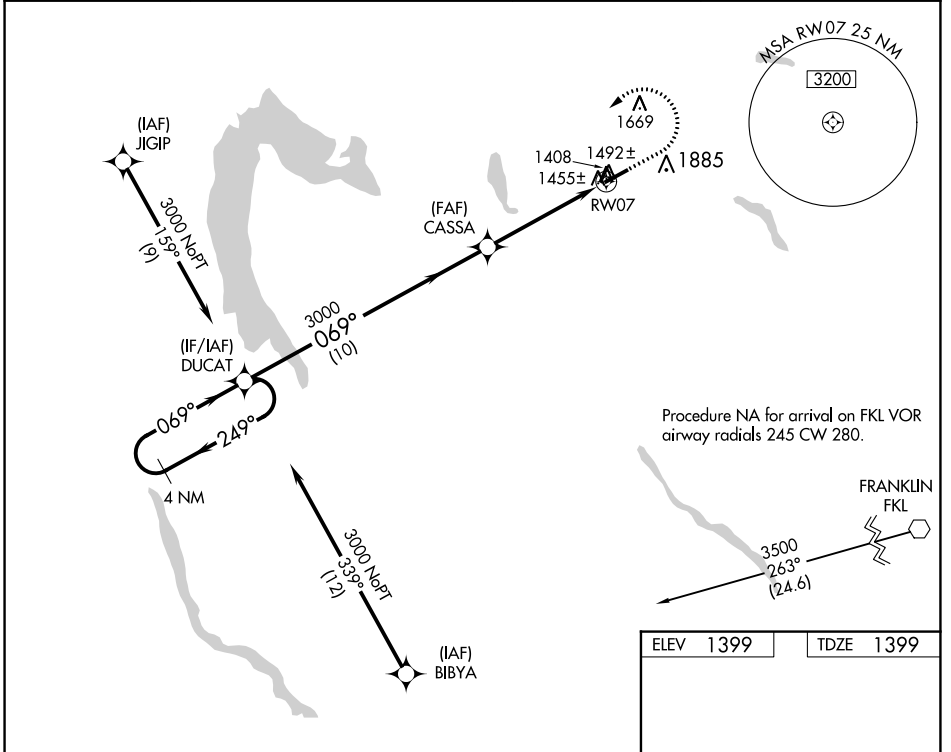 MSA RW07 25 NM
3200
(IAF)
JIGIP
3000 NoPT
159°
(9)
1669
1408
1492±
1455±
1885
RW07
(FAF)
CASSA
3000
069°
(10)
(IF/IAF)
DUCAT
069°
249°
4 NM
Procedure NA for arrival on FKL VOR
airway radials 245 CW 280.
FRANKLIN
FKL
3500
263°
(24.6)
3000 NoPT
339°
(12)
(IAF)
BIBYA
ELEV 1399
TDZE 1399